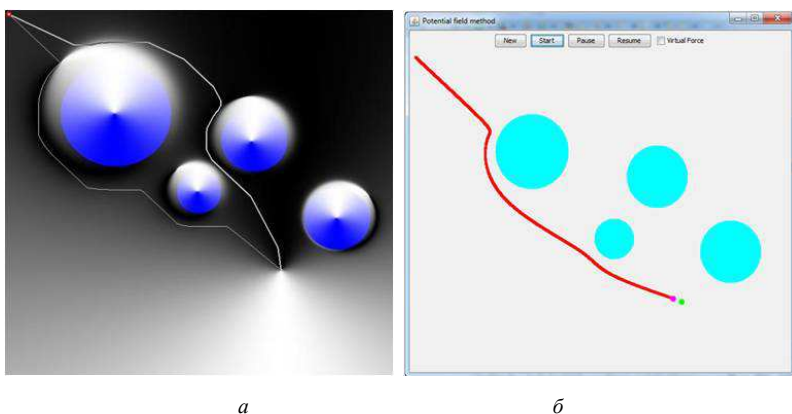 Potential field method
New Start Pause Resume Virtual Force
а б